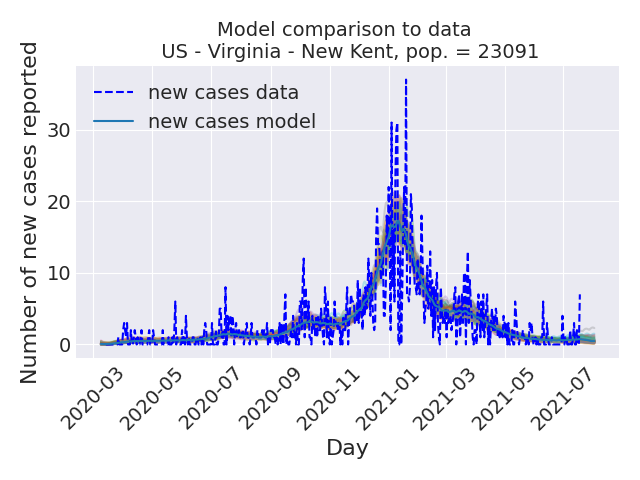 Model comparison to data
US - Virginia - New Kent, pop. = 23091
Number of new cases reported
new cases data
new cases model
30
20
10
0
2020-03
2020-05
2020-07
2020-09
2020-11
2021-01
2021-03
2021-05
2021-07
Day